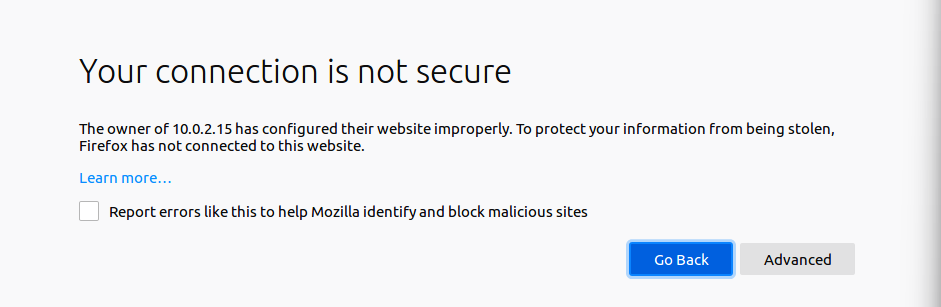 Your connection is not secure
The owner of 10.0.2.15 has configured their website improperly. To protect your information from being stolen,
Firefox has not connected to this website.
Learn more…
Report errors like this to help Mozilla identify and block malicious sites
Go Back
Advanced